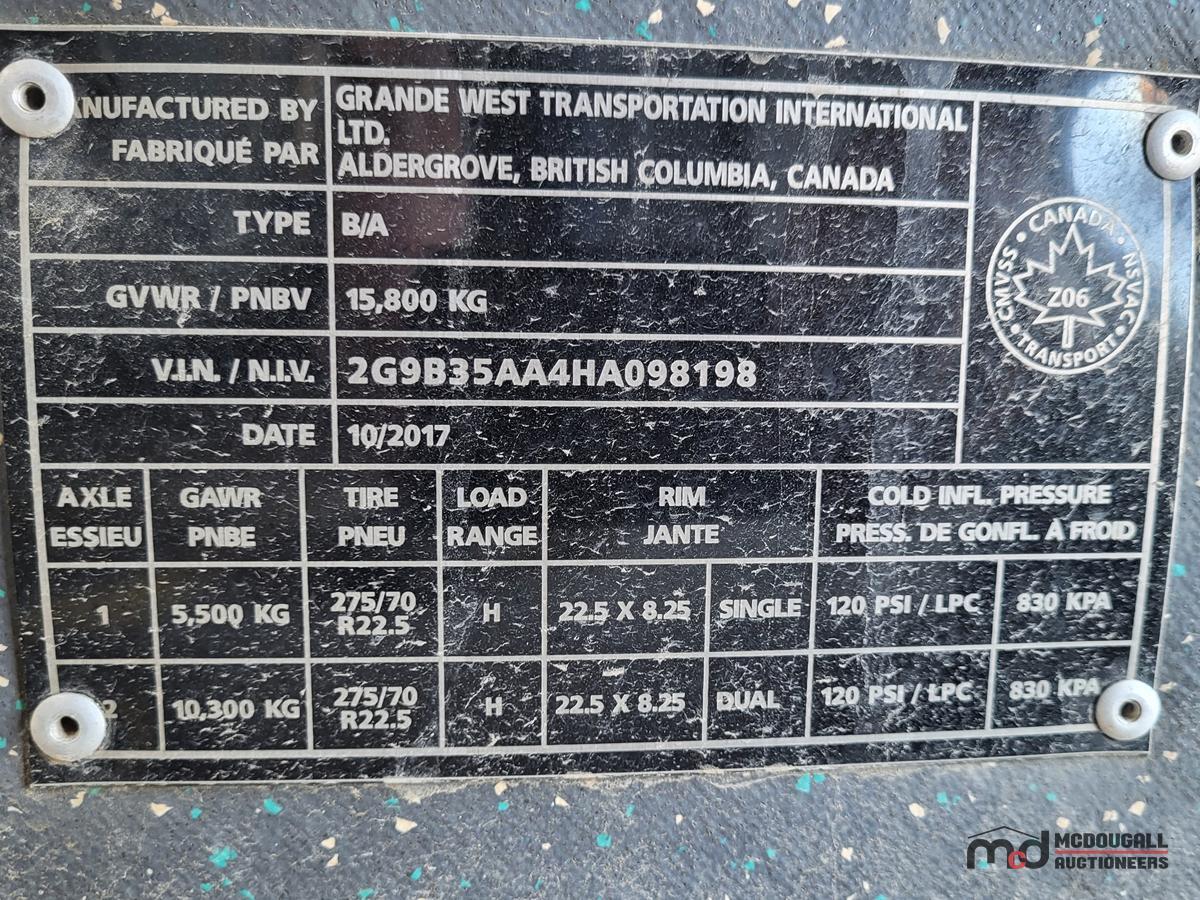 ANUFACTURED BY
FABRIQUÉ PAR
GRANDE WEST TRANSPORTATION INTERNATIONAL
LTD.
ALDERGROVE, BRITISH COLUMBIA, CANADA
TYPE B/A
GVWR / PNBV 15,800 KG
V.I.N. / N.I.V. 2G9B35AA4HA098198
DATE 10/2017
CANADA
CMVSS • NSVAC
Z06
TRANSPORT
AXLE GAWR TIRE LOAD RIM COLD INFL. PRESSURE
ESSIEU PNBE PNEU RANGE JANTE PRESS. DE GONFL. À FROID
1 5,500 KG 275/70 R22.5 H 22.5 X 8.25 SINGLE 120 PSI / LPC 830 KPA
2 10,300 KG 275/70 R22.5 H 22.5 X 8.25 DUAL 120 PSI / LPC 830 KPA
mcd MCDOUGALL
AUCTIONEERS